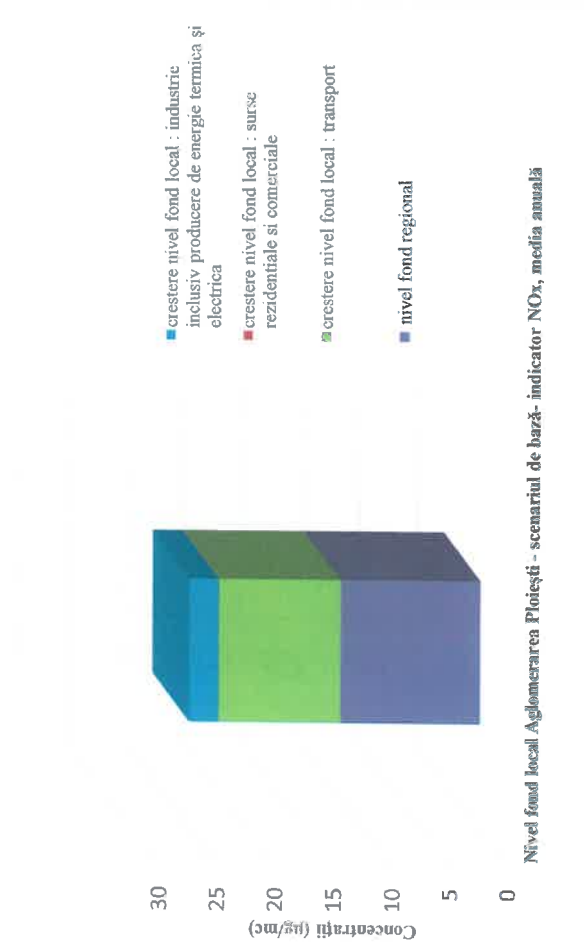 30
25
20
15
10
5
0
Concentrații (µg/mc)
crestere nivel fond local : industrie
inclusiv producere de energie termica și
electrica
crestere nivel fond local : surse
rezidentiale si comerciale
crestere nivel fond local : transport
nivel fond regional
Nivel fond local Aglomerarea Ploiești - scenariul de bază- indicator NOx, media anuală